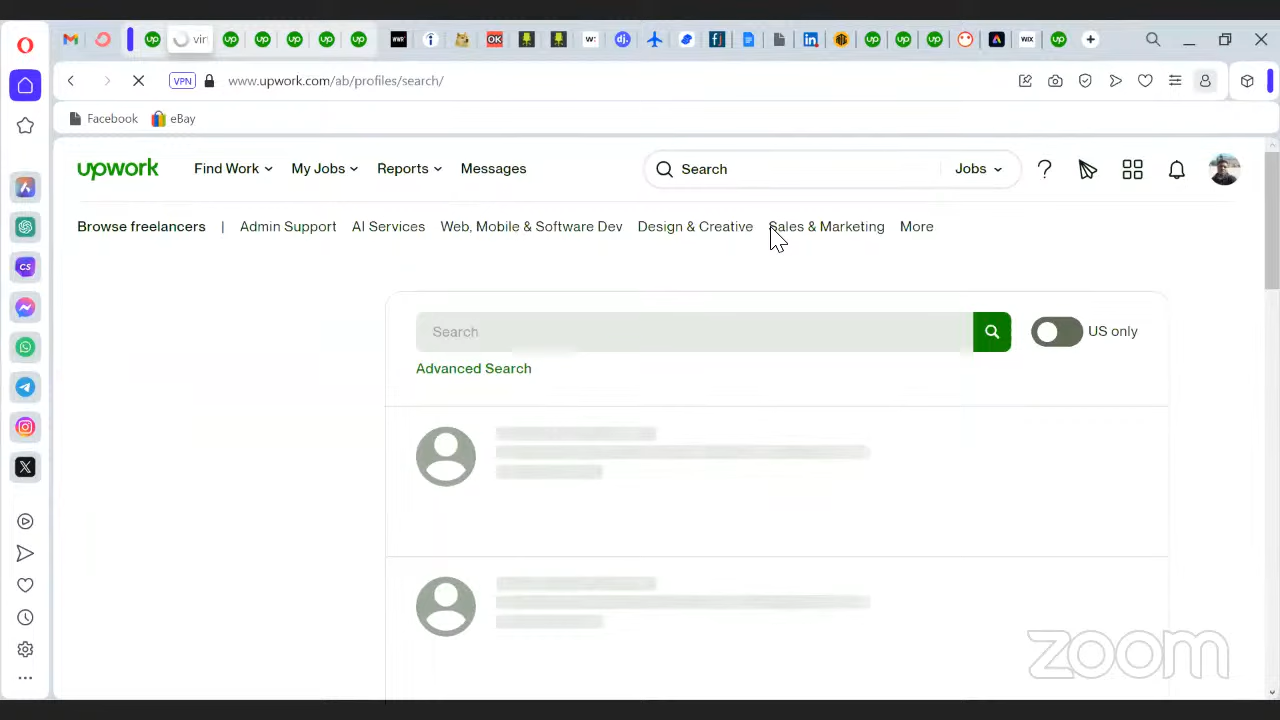 virt
VPN www.upwork.com/ab/profiles/search/
Facebook eBay
upwork Find Work My Jobs Reports Messages Search Jobs
Browse freelancers | Admin Support AI Services Web, Mobile & Software Dev Design & Creative Sales & Marketing More
Search US only
Advanced Search
zoom